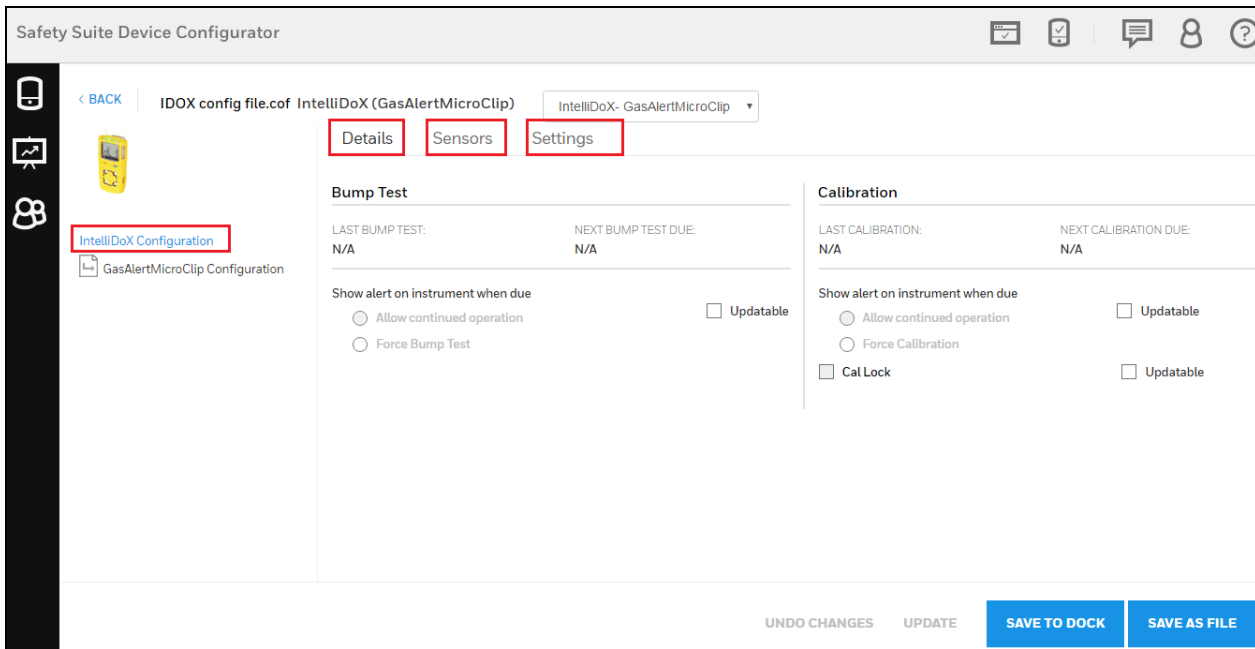 Safety Suite Device Configurator
< BACK
IDOX config file.cof IntelliDoX (GasAlertMicroClip)
IntelliDoX- GasAlertMicroClip
Details Sensors Settings
IntelliDoX Configuration
GasAlertMicroClip Configuration
Bump Test
LAST BUMP TEST: NEXT BUMP TEST DUE:
N/A N/A
Show alert on instrument when due
Allow continued operation
Updatable
Force Bump Test
Calibration
LAST CALIBRATION: NEXT CALIBRATION DUE:
N/A N/A
Show alert on instrument when due
Allow continued operation
Updatable
Force Calibration
Cal Lock Updatable
UNDO CHANGES UPDATE SAVE TO DOCK SAVE AS FILE